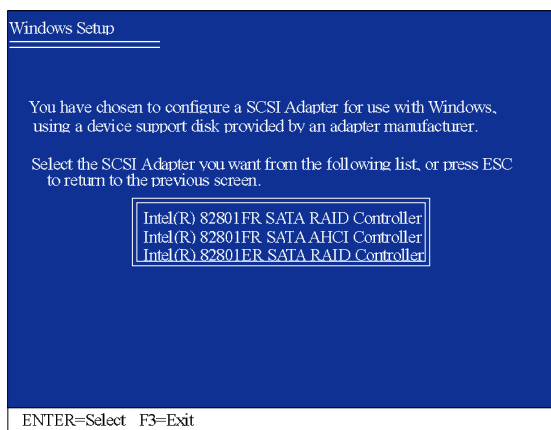 Windows Setup
You have chosen to configure a SCSI Adapter for use with Windows,
using a device support disk provided by an adapter manufacturer.
Select the SCSI Adapter you want from the following list, or press ESC
to return to the previous screen.
Intel(R) 82801FR SATA RAID Controller
Intel(R) 82801FR SATA AHCI Controller
Intel(R) 82801ER SATA RAID Controller
ENTER=Select F3=Exit